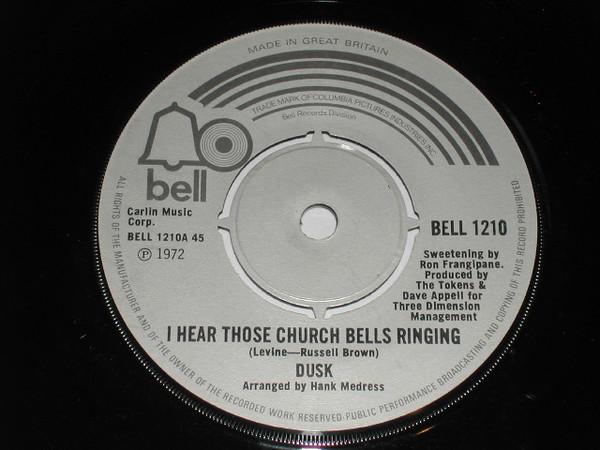 MADE IN GREAT BRITAIN
TRADE MARK OF COLUMBIA PICTURES INDUSTRIES INC.
Bell Records Division
bell
Carlin Music
Corp.
BELL 1210A 45
Ⓟ 1972
BELL 1210
Sweetening by
Ron Frangipane.
Produced by
The Tokens &
Dave Appell for
Three Dimension
Management
I HEAR THOSE CHURCH BELLS RINGING
(Levine—Russell Brown)
DUSK
Arranged by Hank Medress
ALL RIGHTS OF THE MANUFACTURER AND OF THE OWNER OF THE RECORDED WORK RESERVED·PUBLIC PERFORMANCE BROADCASTING AND COPYING OF THIS RECORD PROHIBITED